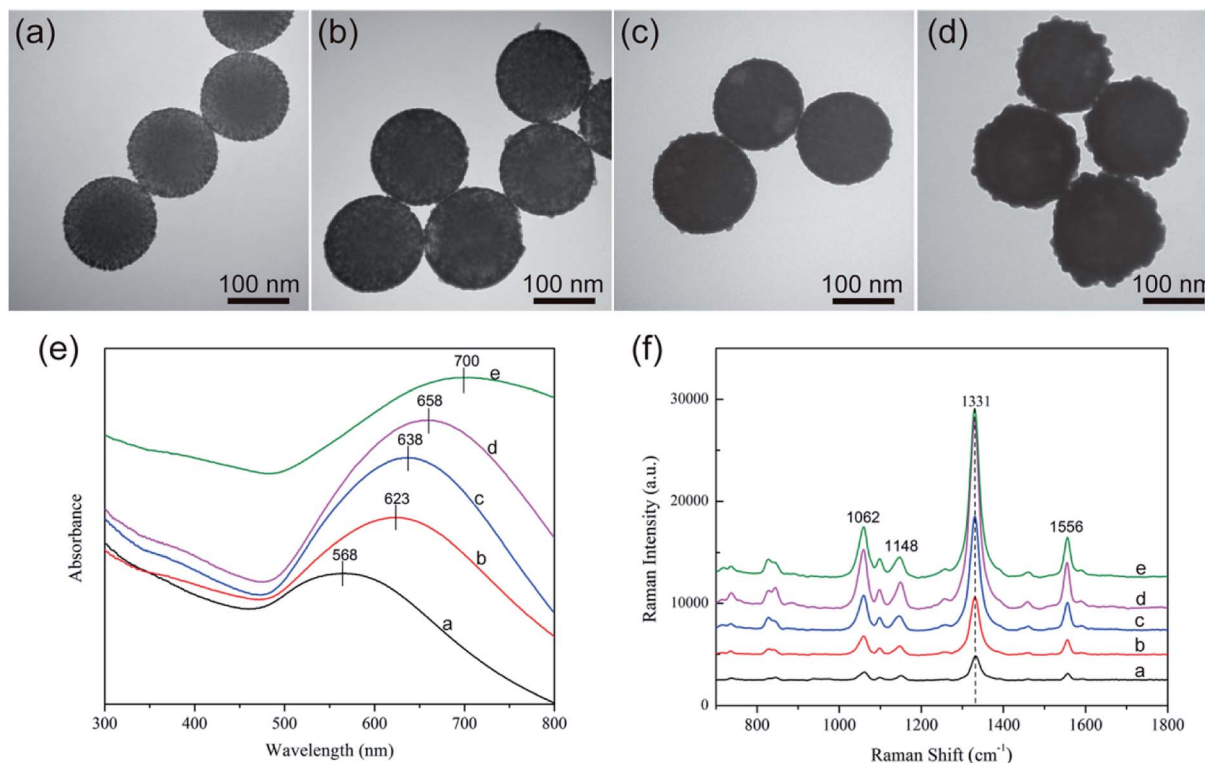 (a)
(b)
(c)
(d)
100 nm
100 nm
100 nm
100 nm
(e)
(f)
700
e
658
d
638
c
623
b
568
a
Absorbance
300
400
500
600
700
800
Wavelength (nm)
30000
20000
10000
0
Raman Intensity (a.u.)
1331
1062
1148
1556
e
d
c
b
a
800
1000
1200
1400
1600
1800
Raman Shift (cm⁻¹)